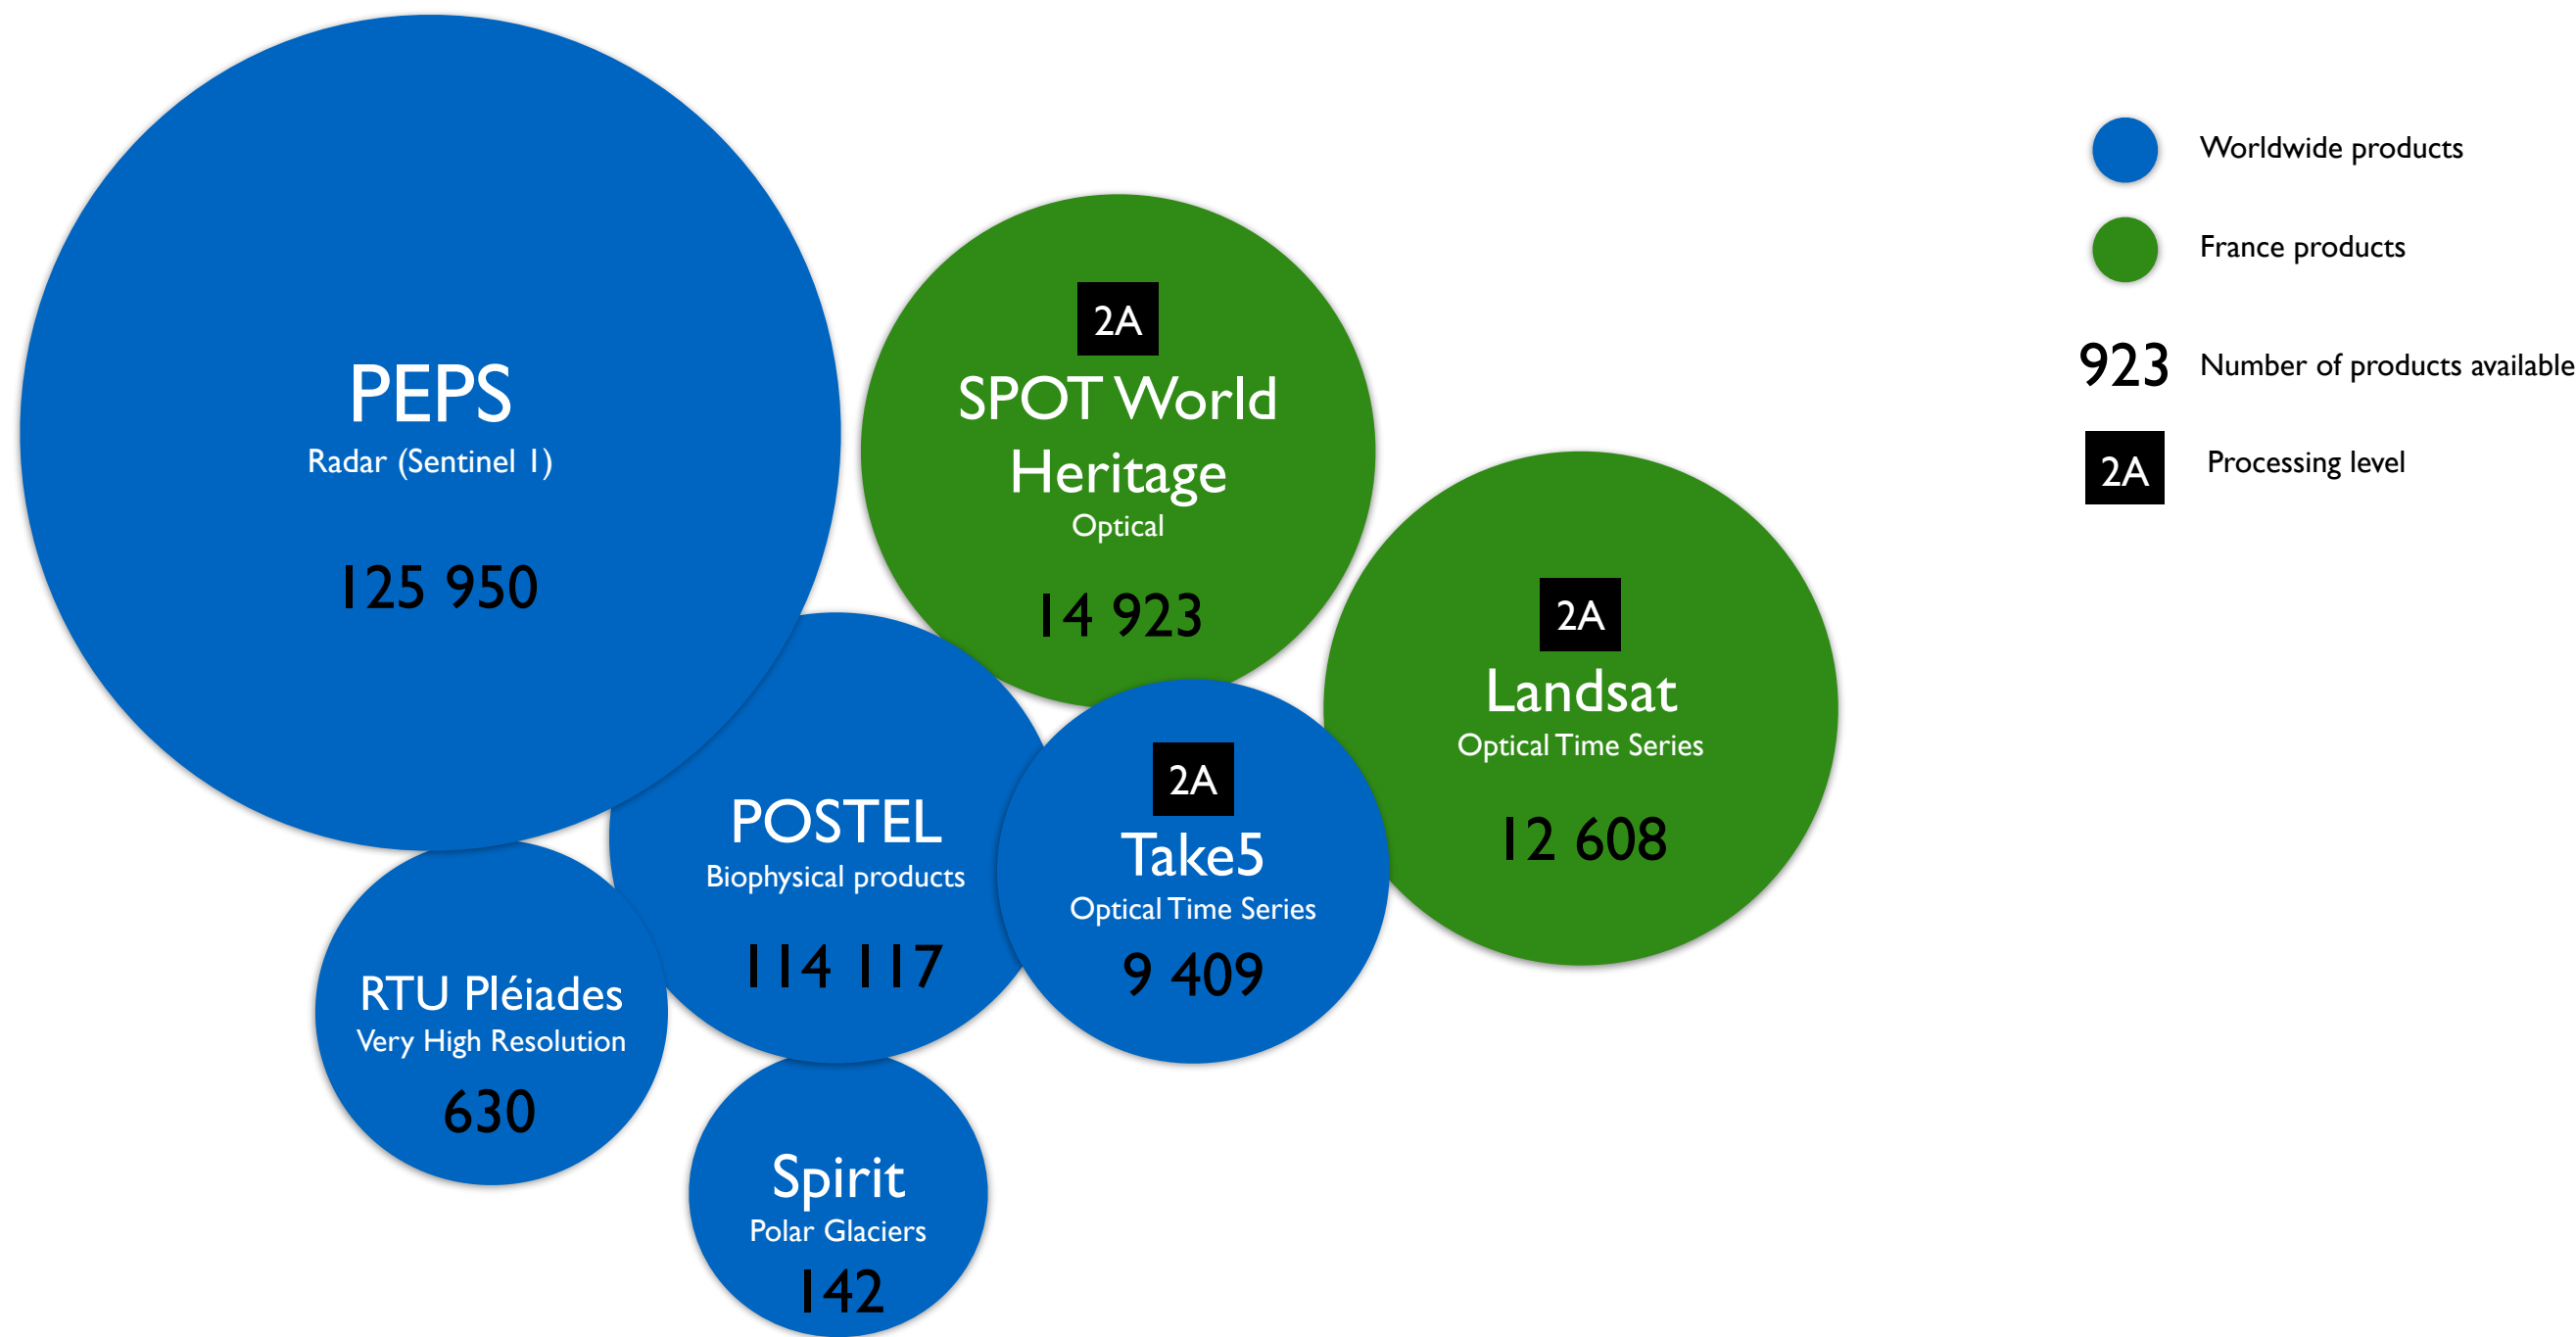 PEPS
Radar (Sentinel 1)
125 950
2A
SPOT World
Heritage
Optical
14 923
2A
Landsat
Optical Time Series
12 608
POSTEL
Biophysical products
114 117
2A
Take5
Optical Time Series
9 409
RTU Pléiades
Very High Resolution
630
Spirit
Polar Glaciers
142
Worldwide products
France products
923 Number of products available
2A Processing level